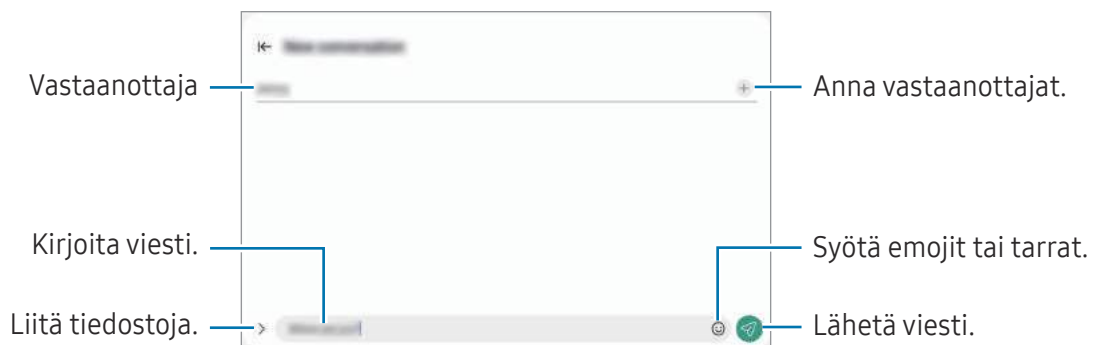 Vastaanottaja
Anna vastaanottajat.
Kirjoita viesti.
Syötä emojit tai tarrat.
Liitä tiedostoja.
Lähetä viesti.